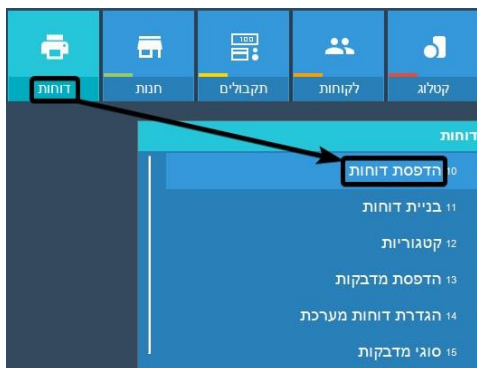 קטלוג
לקוחות
תקבולים
חנות
דוחות
דוחות
10 הדפסת דוחות
11 בניית דוחות
12 קטגוריות
13 הדפסת מדבקות
14 הגדרת דוחות מערכת
15 סוגי מדבקות
100